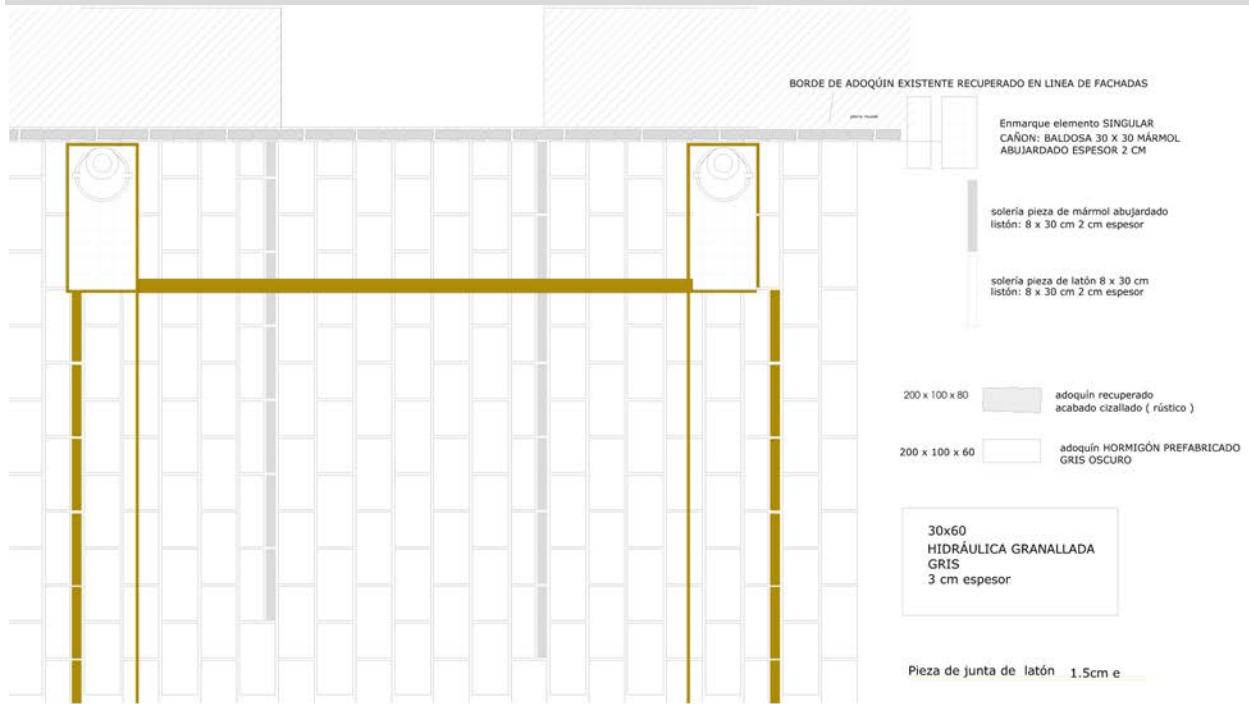 BORDE DE ADOQÚIN EXISTENTE RECUPERADO EN LINEA DE FACHADAS
Enmarque elemento SINGULAR
CAÑON: BALDOSA 30 X 30 MÁRMOL
ABUJARDADO ESPESOR 2 CM
solería pieza de mármol abujardado
listón: 8 x 30 cm 2 cm espesor
solería pieza de latón 8 x 30 cm
listón: 8 x 30 cm 2 cm espesor
200 x 100 x 80
adoquín recuperado
acabado cizallado ( rústico )
200 x 100 x 60
adoquín HORMIGÓN PREFABRICADO
GRIS OSCURO
30x60
HIDRÁULICA GRANALLADA
GRIS
3 cm espesor
Pieza de junta de latón 1.5cm e